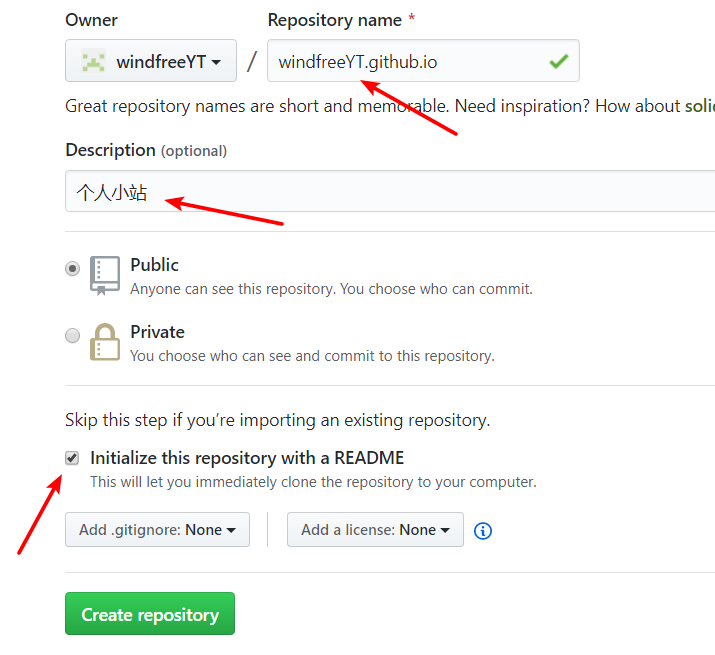 Owner
Repository name *
windfreeYT / windfreeYT.github.io
Great repository names are short and memorable. Need inspiration? How about
Description (optional)
个人小站
Public
Anyone can see this repository. You choose who can commit.
Private
You choose who can see and commit to this repository.
Skip this step if you’re importing an existing repository.
Initialize this repository with a README
This will let you immediately clone the repository to your computer.
Add .gitignore: None
Add a license: None
Create repository